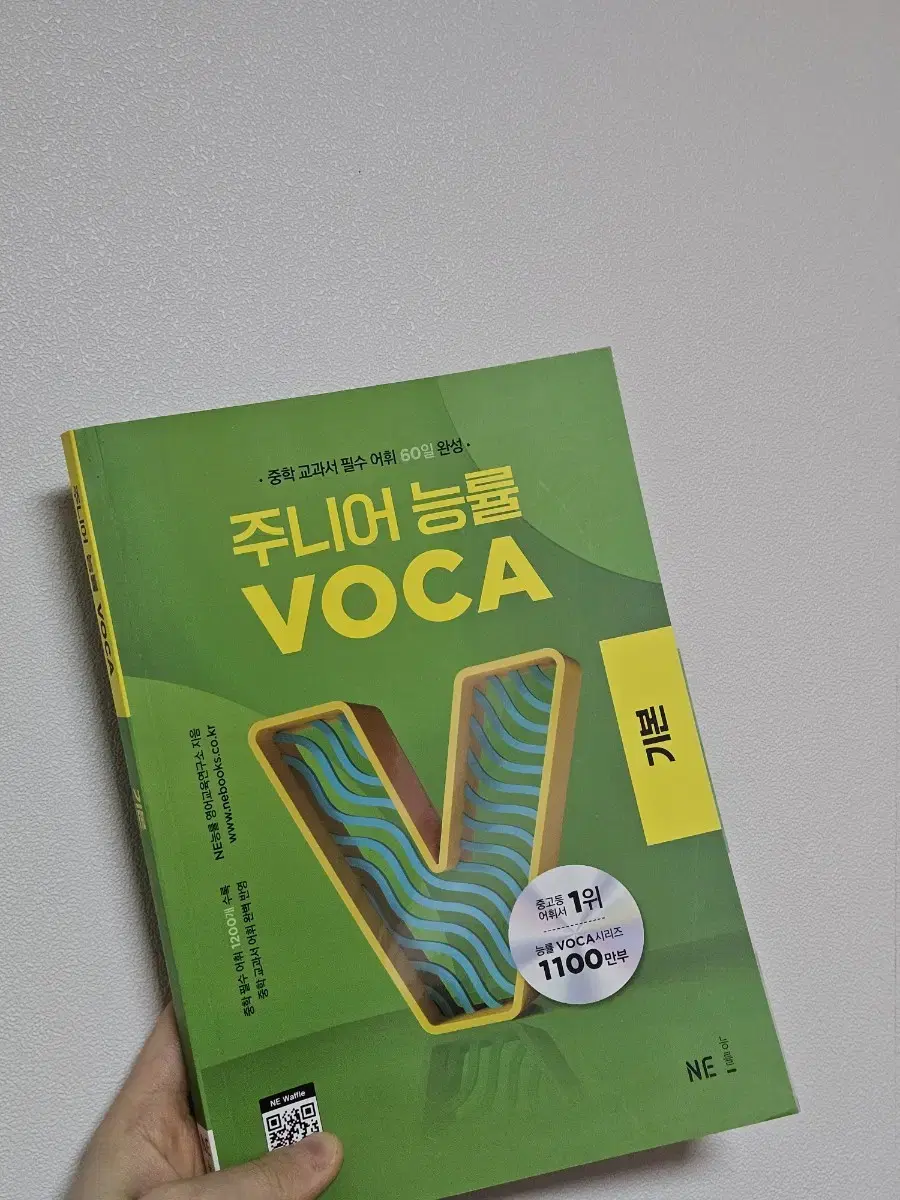 · 중학 교과서 필수 어휘 60일 완성 ·
주니어 능률
VOCA
기본
주니어 능률 VOCA
기본
NE능률 영어교육연구소 지음
www.nebooks.co.kr
중학 필수 어휘 1200개 수록
중학 교과서 어휘 완벽 반영
중고등
어휘서 1위
능률 VOCA 시리즈
1100만부
NE 능률
NE Waffle